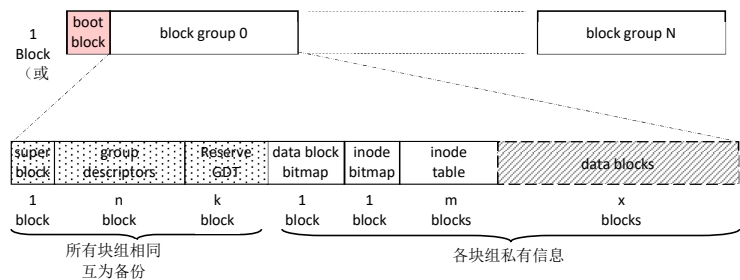 1
Block
（或
boot
block
block group 0
block group N
super
block
group
descriptors
Reserve
GDT
data block
bitmap
inode
bitmap
inode
table
data blocks
1
block
n
block
k
block
1
block
1
block
m
blocks
x
blocks
所有块组相同
互为备份
各块组私有信息